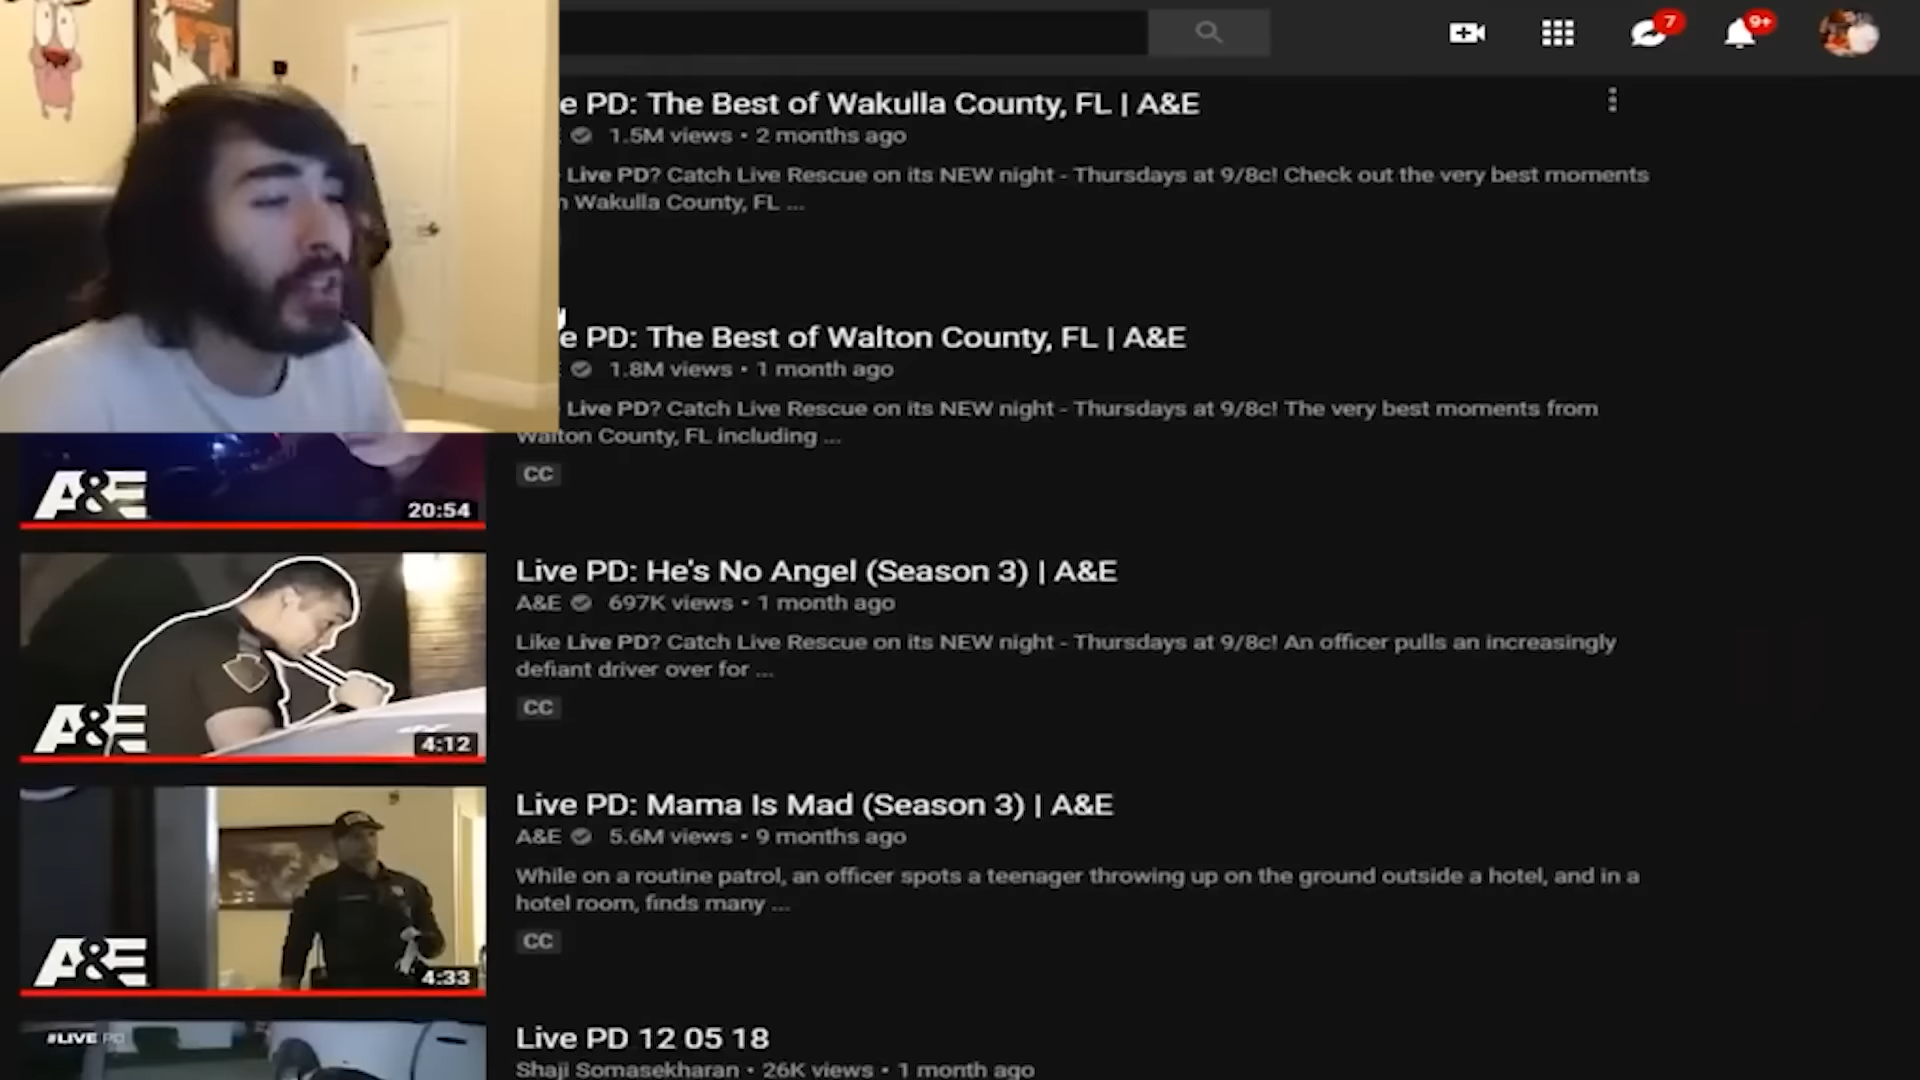 7
9+
e PD: The Best of Wakulla County, FL | A&E
1.5M views • 2 months ago
Live PD? Catch Live Rescue on its NEW night - Thursdays at 9/8c! Check out the very best moments
n Wakulla County, FL ...
e PD: The Best of Walton County, FL | A&E
1.8M views • 1 month ago
Live PD? Catch Live Rescue on its NEW night - Thursdays at 9/8c! The very best moments from
Walton County, FL including ...
CC
A&E
20:54
Live PD: He's No Angel (Season 3) | A&E
A&E 697K views • 1 month ago
Like Live PD? Catch Live Rescue on its NEW night - Thursdays at 9/8c! An officer pulls an increasingly
defiant driver over for ...
CC
A&E
4:12
Live PD: Mama Is Mad (Season 3) | A&E
A&E 5.6M views • 9 months ago
While on a routine patrol, an officer spots a teenager throwing up on the ground outside a hotel, and in a
hotel room, finds many ...
CC
A&E
4:33
#LIVE PD
Live PD 12 05 18
Shaji Somasekharan • 26K views • 1 month ago